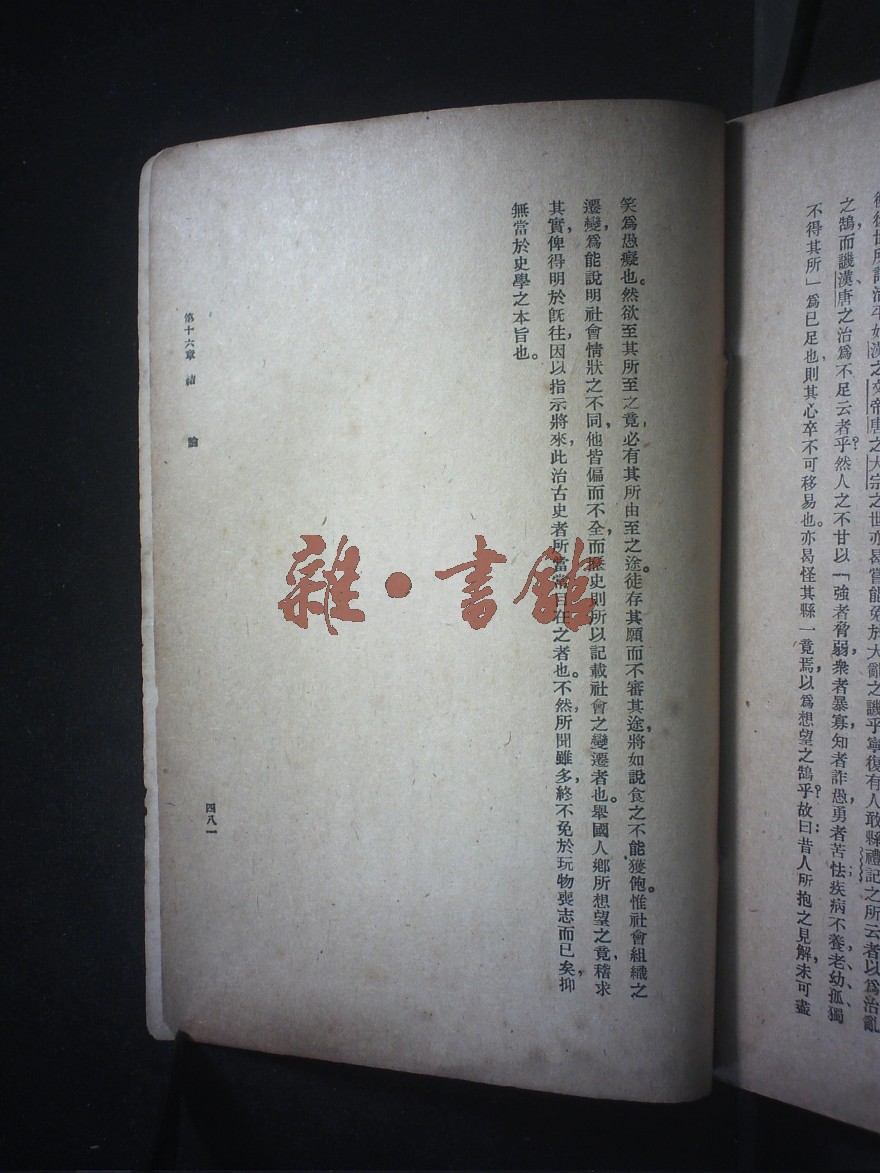 之鵠，而譏漢、唐之治為不足云者乎？然人之不甘以「強者脅弱，衆者暴寡，知者詐愚，勇者苦怯，疾病不養，老幼孤獨
不得其所」為已足也，則其心卒不可移易也。亦曷怪其縣一竟焉，以為想望之鵠乎？故曰：昔人所抱之見解，未可盡
笑為愚癡也。然欲至其所至之竟，必有其所由至之途。徒存其願而不審其途，將如說食之不能獲飽。惟社會組織之
遷變，為能說明社會情狀之不同，他皆偏而不全，而歷史則所以記載社會之變遷者也。舉國人鄉所想望之竟，稽求
其實，俾得明於既往，因以指示將來，此治古史者所當常目在之者也。不然，所聞雖多，終不免於玩物喪志而已矣，抑
無當於史學之本旨也。
第十六章 緒 論
四八一
雜·書館